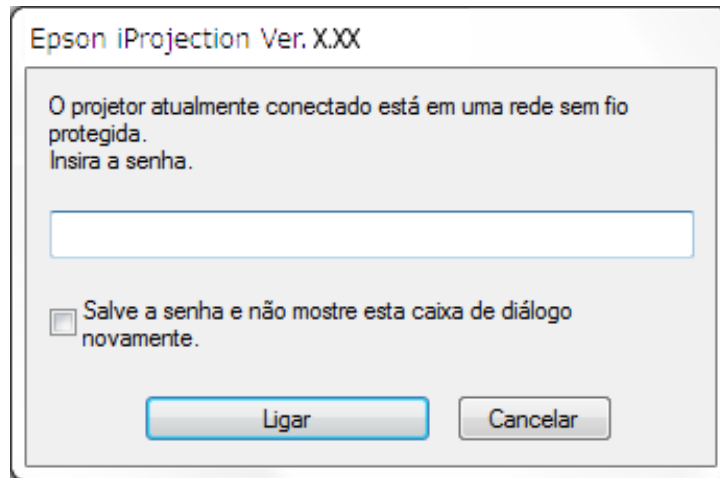 Epson iProjection Ver. X.XX
O projetor atualmente conectado está em uma rede sem fio
protegida.
Insira a senha.
Salve a senha e não mostre esta caixa de diálogo
novamente.
Ligar
Cancelar